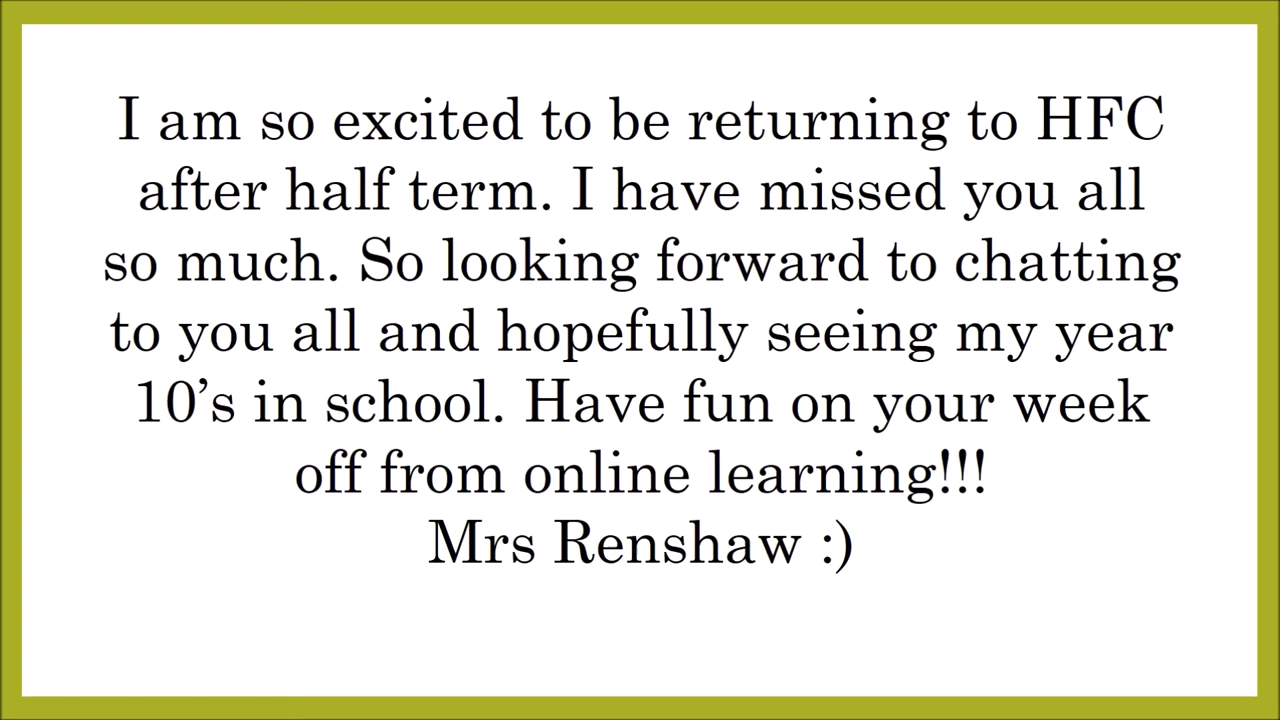 I am so excited to be returning to HFC
after half term. I have missed you all
so much. So looking forward to chatting
to you all and hopefully seeing my year
10’s in school. Have fun on your week
off from online learning!!!
Mrs Renshaw :)